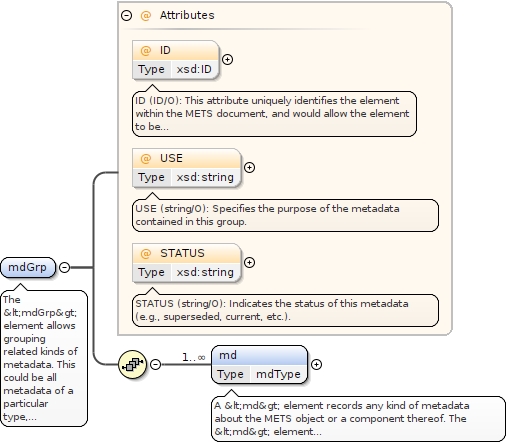 Attributes
@ ID
Type xsd:ID
ID (ID/O): This attribute uniquely identifies the element
within the METS document, and would allow the element
to be...
@ USE
Type xsd:string
USE (string/O): Specifies the purpose of the metadata
contained in this group.
@ STATUS
Type xsd:string
STATUS (string/O): Indicates the status of this metadata
(e.g., superseded, current, etc.).
mdGrp
The
&lt;mdGrp&gt;
element allows
grouping
related kinds of
metadata. This
could be all
metadata of a
particular
type,...
1..∞
md
Type mdType
A &lt;md&gt; element records any kind of metadata
about the METS object or a component thereof. The
&lt;md&gt; element...